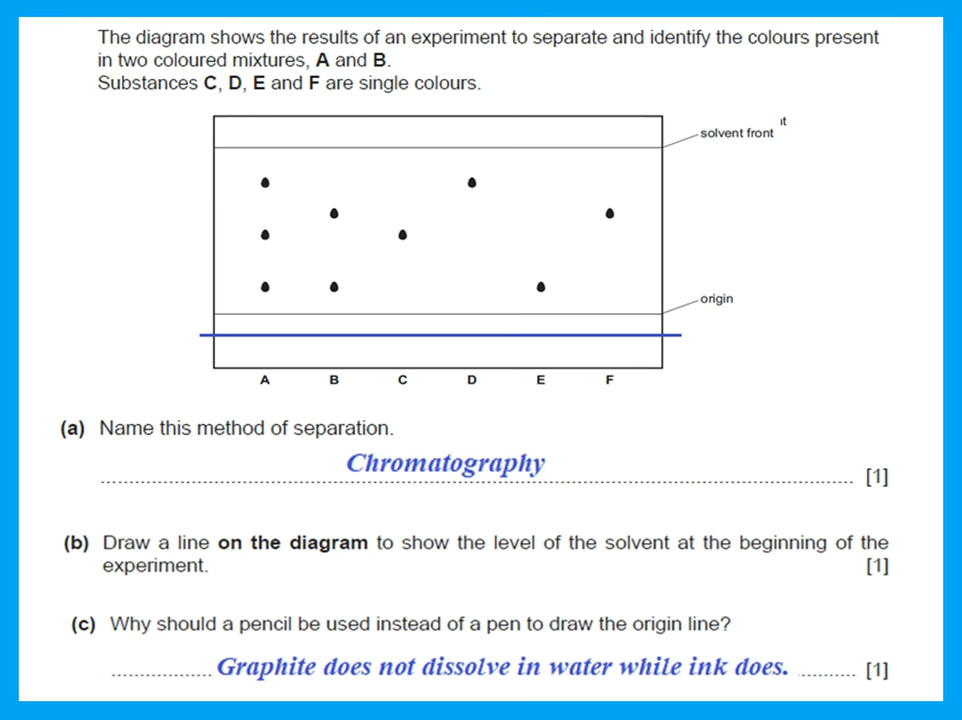 The diagram shows the results of an experiment to separate and identify the colours present
in two coloured mixtures, A and B.
Substances C, D, E and F are single colours.
solvent front
origin
A B C D E F
(a) Name this method of separation.
Chromatography
[1]
(b) Draw a line on the diagram to show the level of the solvent at the beginning of the
experiment. [1]
(c) Why should a pencil be used instead of a pen to draw the origin line?
Graphite does not dissolve in water while ink does. [1]